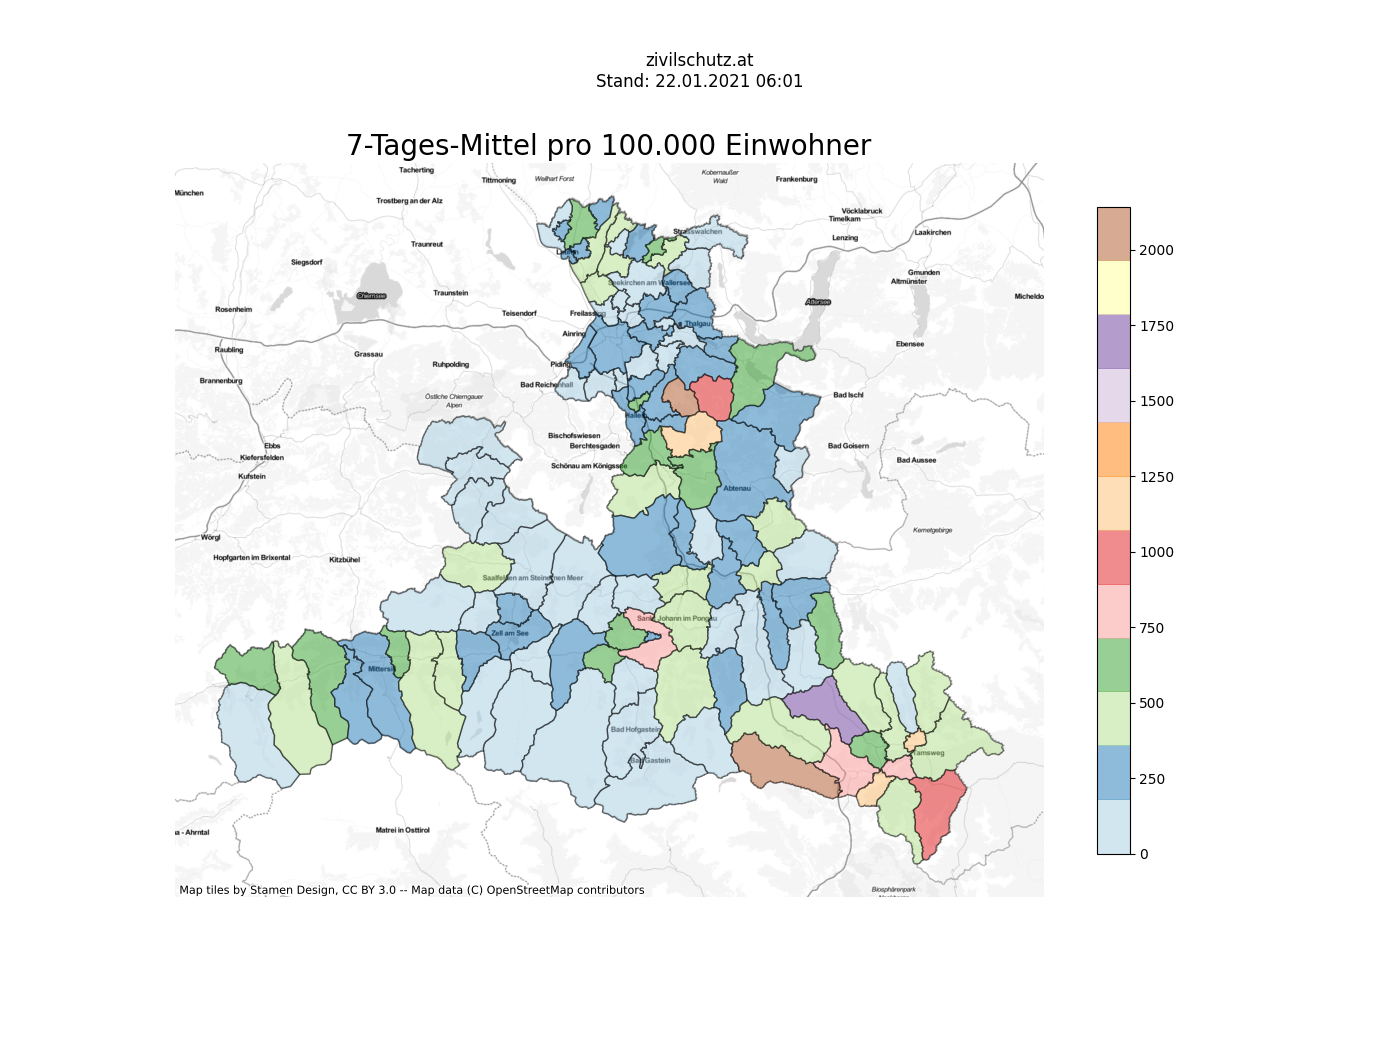 zivilschutz.at
Stand: 22.01.2021 06:01
7-Tages-Mittel pro 100.000 Einwohner
Tacherting
Tittmoning
Weilhart Forst
Kobernaußer
Wald
Frankenburg
München
Trostberg an der Alz
Vöcklabruck
Timelkam
Laakirchen
Strasswalchen
Lenzing
Traunreut
Siegsdorf
Gmunden
Altmünster
Seekirchen am Wallersee
Chiemsee
Traunstein
Attersee
Micheldo
Rosenheim
Teisendorf
Freilassing
Thalgau
Ainring
Ebensee
Raubling
Grassau
Ruhpolding
Piding
Brannenburg
Bad Reichenhall
Östliche Chiemgauer
Alpen
Bad Ischl
Hallein
Bischofswiesen
Berchtesgaden
Ebbs
Kiefersfelden
Bad Goisern
Bad Aussee
Schönau am Königssee
Kufstein
Abtenau
Wörgl
Kemetgebirge
Hopfgarten im Brixental
Kitzbühel
Saalfelden am Steinernen Meer
Sankt Johann im Pongau
Zell am See
Mittersill
Bad Hofgastein
Tamsweg
Bad Gastein
a - Ahrntal
Matrei in Osttirol
Biosphärenpark
Map tiles by Stamen Design, CC BY 3.0 -- Map data (C) OpenStreetMap contributors
2000
1750
1500
1250
1000
750
500
250
0